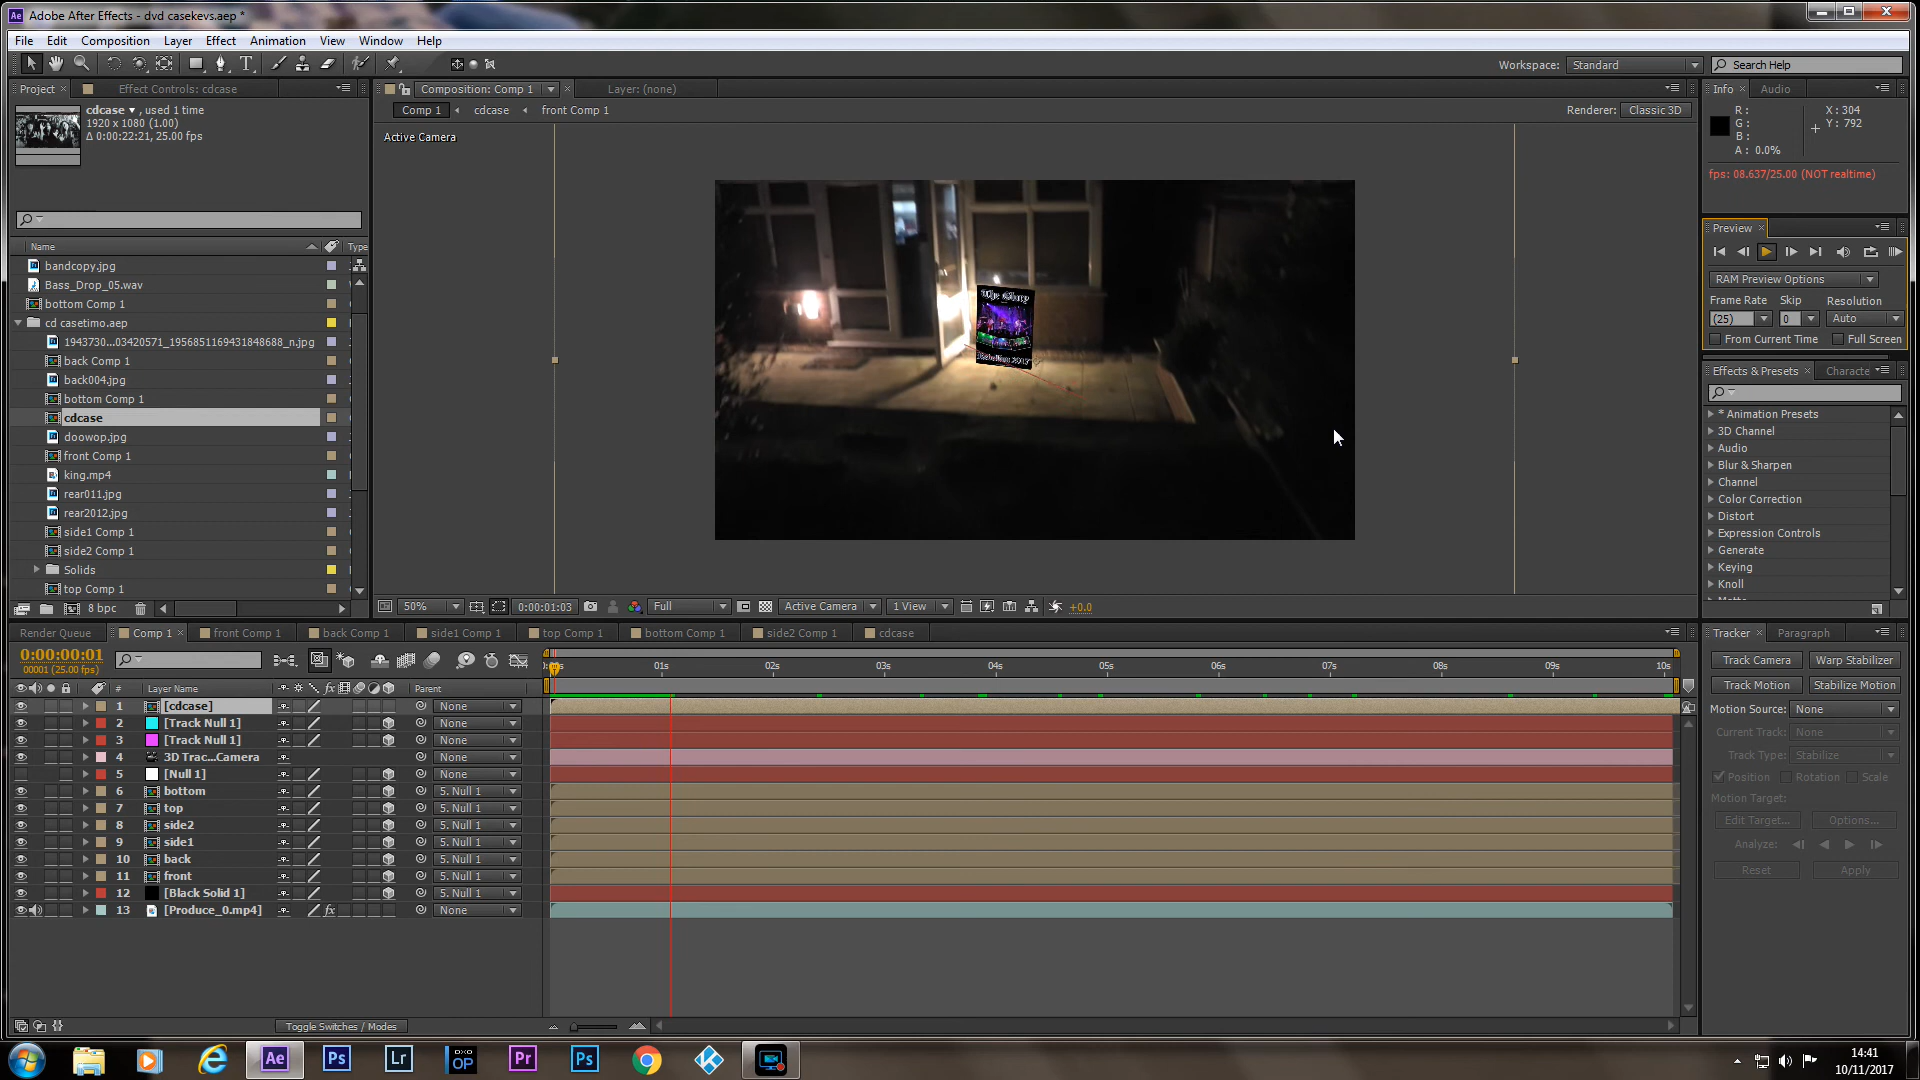 Adobe After Effects - dvd casekevs.aep *
File Edit Composition Layer Effect Animation View Window Help
Workspace: Standard
Search Help
Project
Effect Controls: cdcase
cdcase , used 1 time
1920 x 1080 (1.00)
Δ 0:00:22:21, 25.00 fps
Name Type
bandcopy.jpg
Bass_Drop_05.wav
bottom Comp 1
cd casetimo.aep
1943730...03420571_1956851169431848688_n.jpg
back Comp 1
back004.jpg
bottom Comp 1
cdcase
doowop.jpg
front Comp 1
king.mp4
rear011.jpg
rear2012.jpg
side1 Comp 1
side2 Comp 1
Solids
top Comp 1
8 bpc
Composition: Comp 1
Layer: (none)
Comp 1 cdcase front Comp 1
Renderer: Classic 3D
Active Camera
The Glory
50% 0:00:01:03 Full Active Camera 1 View +0.0
Info Audio
R :
G :
B :
A : 0.0%
X : 304
Y : 792
fps: 08.637/25.00 (NOT realtime)
Preview
RAM Preview Options
Frame Rate Skip Resolution
(25) 0 Auto
From Current Time Full Screen
Effects & Presets Characte
* Animation Presets
3D Channel
Audio
Blur & Sharpen
Channel
Color Correction
Distort
Expression Controls
Generate
Keying
Knoll
Render Queue Comp 1 front Comp 1 back Comp 1 side1 Comp 1 top Comp 1 bottom Comp 1 side2 Comp 1 cdcase
0:00:00:01
00001 (25.00 fps)
01s 02s 03s 04s 05s 06s 07s 08s 09s 10s
# Layer Name fx Parent
1 [cdcase] None
2 [Track Null 1] None
3 [Track Null 1] None
4 3D Trac...Camera None
5 [Null 1] None
6 bottom 5. Null 1
7 top 5. Null 1
8 side2 5. Null 1
9 side1 5. Null 1
10 back 5. Null 1
11 front 5. Null 1
12 [Black Solid 1] 5. Null 1
13 [Produce_0.mp4] fx None
Toggle Switches / Modes
Tracker Paragraph
Track Camera Warp Stabilizer
Track Motion Stabilize Motion
Motion Source: None
Current Track: None
Track Type: Stabilize
Position Rotation Scale
Motion Target:
Edit Target... Options...
Analyze:
Reset Apply
Ae Ps Lr DXO OP Pr Ps
14:41
10/11/2017